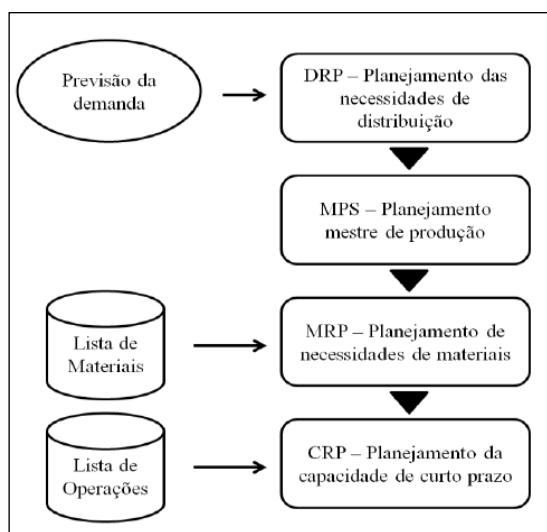 Previsão da
demanda
DRP – Planejamento das
necessidades de
distribuição
MPS – Planejamento
mestre de produção
Lista de
Materiais
MRP – Planejamento de
necessidades de materiais
Lista de
Operações
CRP – Planejamento da
capacidade de curto prazo